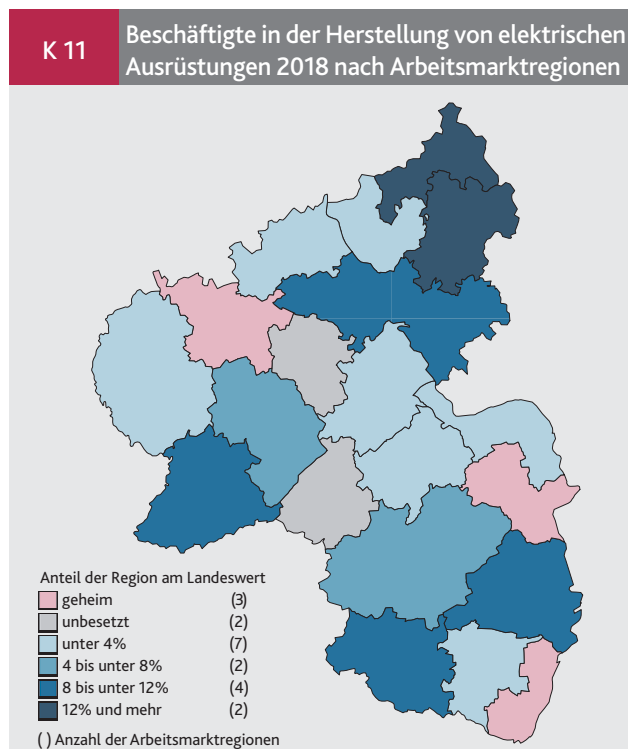 K 11
Beschäftigte in der Herstellung von elektrischen
Ausrüstungen 2018 nach Arbeitsmarktregionen
Anteil der Region am Landeswert
geheim (3)
unbesetzt (2)
unter 4% (7)
4 bis unter 8% (2)
8 bis unter 12% (4)
12% und mehr (2)
( ) Anzahl der Arbeitsmarktregionen